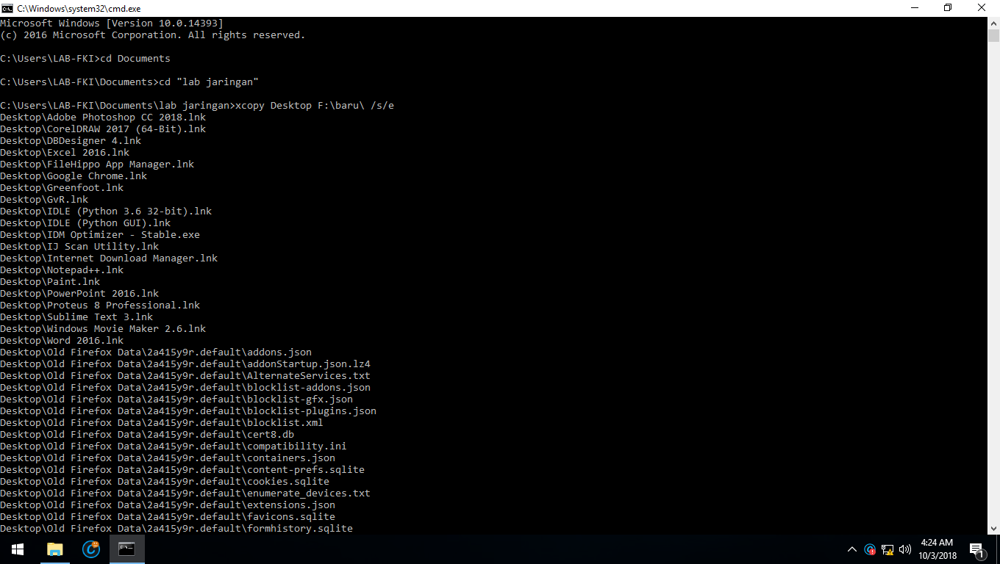 C:\Windows\system32\cmd.exe
Microsoft Windows [Version 10.0.14393]
(c) 2016 Microsoft Corporation. All rights reserved.
C:\Users\LAB-FKI>cd Documents
C:\Users\LAB-FKI\Documents>cd "lab jaringan"
C:\Users\LAB-FKI\Documents\lab jaringan>xcopy Desktop F:\baru\ /s/e
Desktop\Adobe Photoshop CC 2018.lnk
Desktop\CorelDRAW 2017 (64-Bit).lnk
Desktop\DBDesigner 4.lnk
Desktop\Excel 2016.lnk
Desktop\FileHippo App Manager.lnk
Desktop\Google Chrome.lnk
Desktop\Greenfoot.lnk
Desktop\GvR.lnk
Desktop\IDLE (Python 3.6 32-bit).lnk
Desktop\IDLE (Python GUI).lnk
Desktop\IDM Optimizer - Stable.exe
Desktop\IJ Scan Utility.lnk
Desktop\Internet Download Manager.lnk
Desktop\Notepad++.lnk
Desktop\Paint.lnk
Desktop\PowerPoint 2016.lnk
Desktop\Proteus 8 Professional.lnk
Desktop\Sublime Text 3.lnk
Desktop\Windows Movie Maker 2.6.lnk
Desktop\Word 2016.lnk
Desktop\Old Firefox Data\2a415y9r.default\addons.json
Desktop\Old Firefox Data\2a415y9r.default\addonStartup.json.lz4
Desktop\Old Firefox Data\2a415y9r.default\AlternateServices.txt
Desktop\Old Firefox Data\2a415y9r.default\blocklist-addons.json
Desktop\Old Firefox Data\2a415y9r.default\blocklist-gfx.json
Desktop\Old Firefox Data\2a415y9r.default\blocklist-plugins.json
Desktop\Old Firefox Data\2a415y9r.default\blocklist.xml
Desktop\Old Firefox Data\2a415y9r.default\cert8.db
Desktop\Old Firefox Data\2a415y9r.default\compatibility.ini
Desktop\Old Firefox Data\2a415y9r.default\containers.json
Desktop\Old Firefox Data\2a415y9r.default\content-prefs.sqlite
Desktop\Old Firefox Data\2a415y9r.default\cookies.sqlite
Desktop\Old Firefox Data\2a415y9r.default\enumerate_devices.txt
Desktop\Old Firefox Data\2a415y9r.default\extensions.json
Desktop\Old Firefox Data\2a415y9r.default\favicons.sqlite
Desktop\Old Firefox Data\2a415y9r.default\formhistory.sqlite
4:24 AM
10/3/2018
1